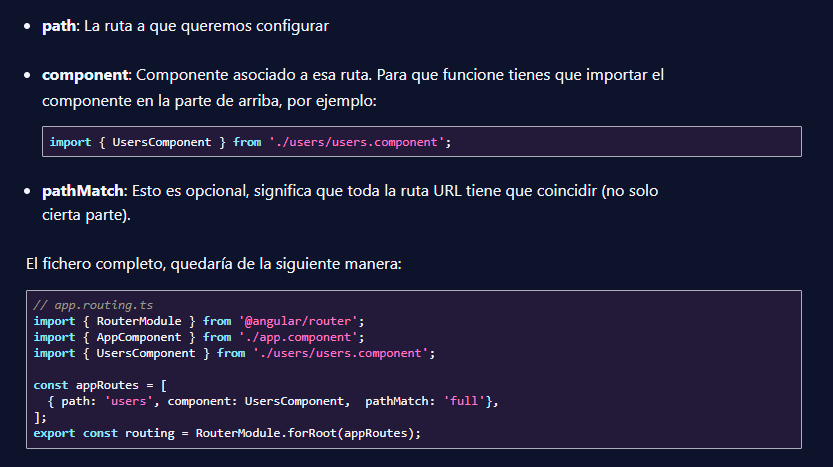 path: La ruta a que queremos configurar
component: Componente asociado a esa ruta. Para que funcione tienes que importar el
componente en la parte de arriba, por ejemplo:
import { UsersComponent } from './users/users.component';
pathMatch: Esto es opcional, significa que toda la ruta URL tiene que coincidir (no solo
cierta parte).
El fichero completo, quedaría de la siguiente manera:
// app.routing.ts
import { RouterModule } from '@angular/router';
import { AppComponent } from './app.component';
import { UsersComponent } from './users/users.component';
const appRoutes = [
  { path: 'users', component: UsersComponent,  pathMatch: 'full'},
];
export const routing = RouterModule.forRoot(appRoutes);